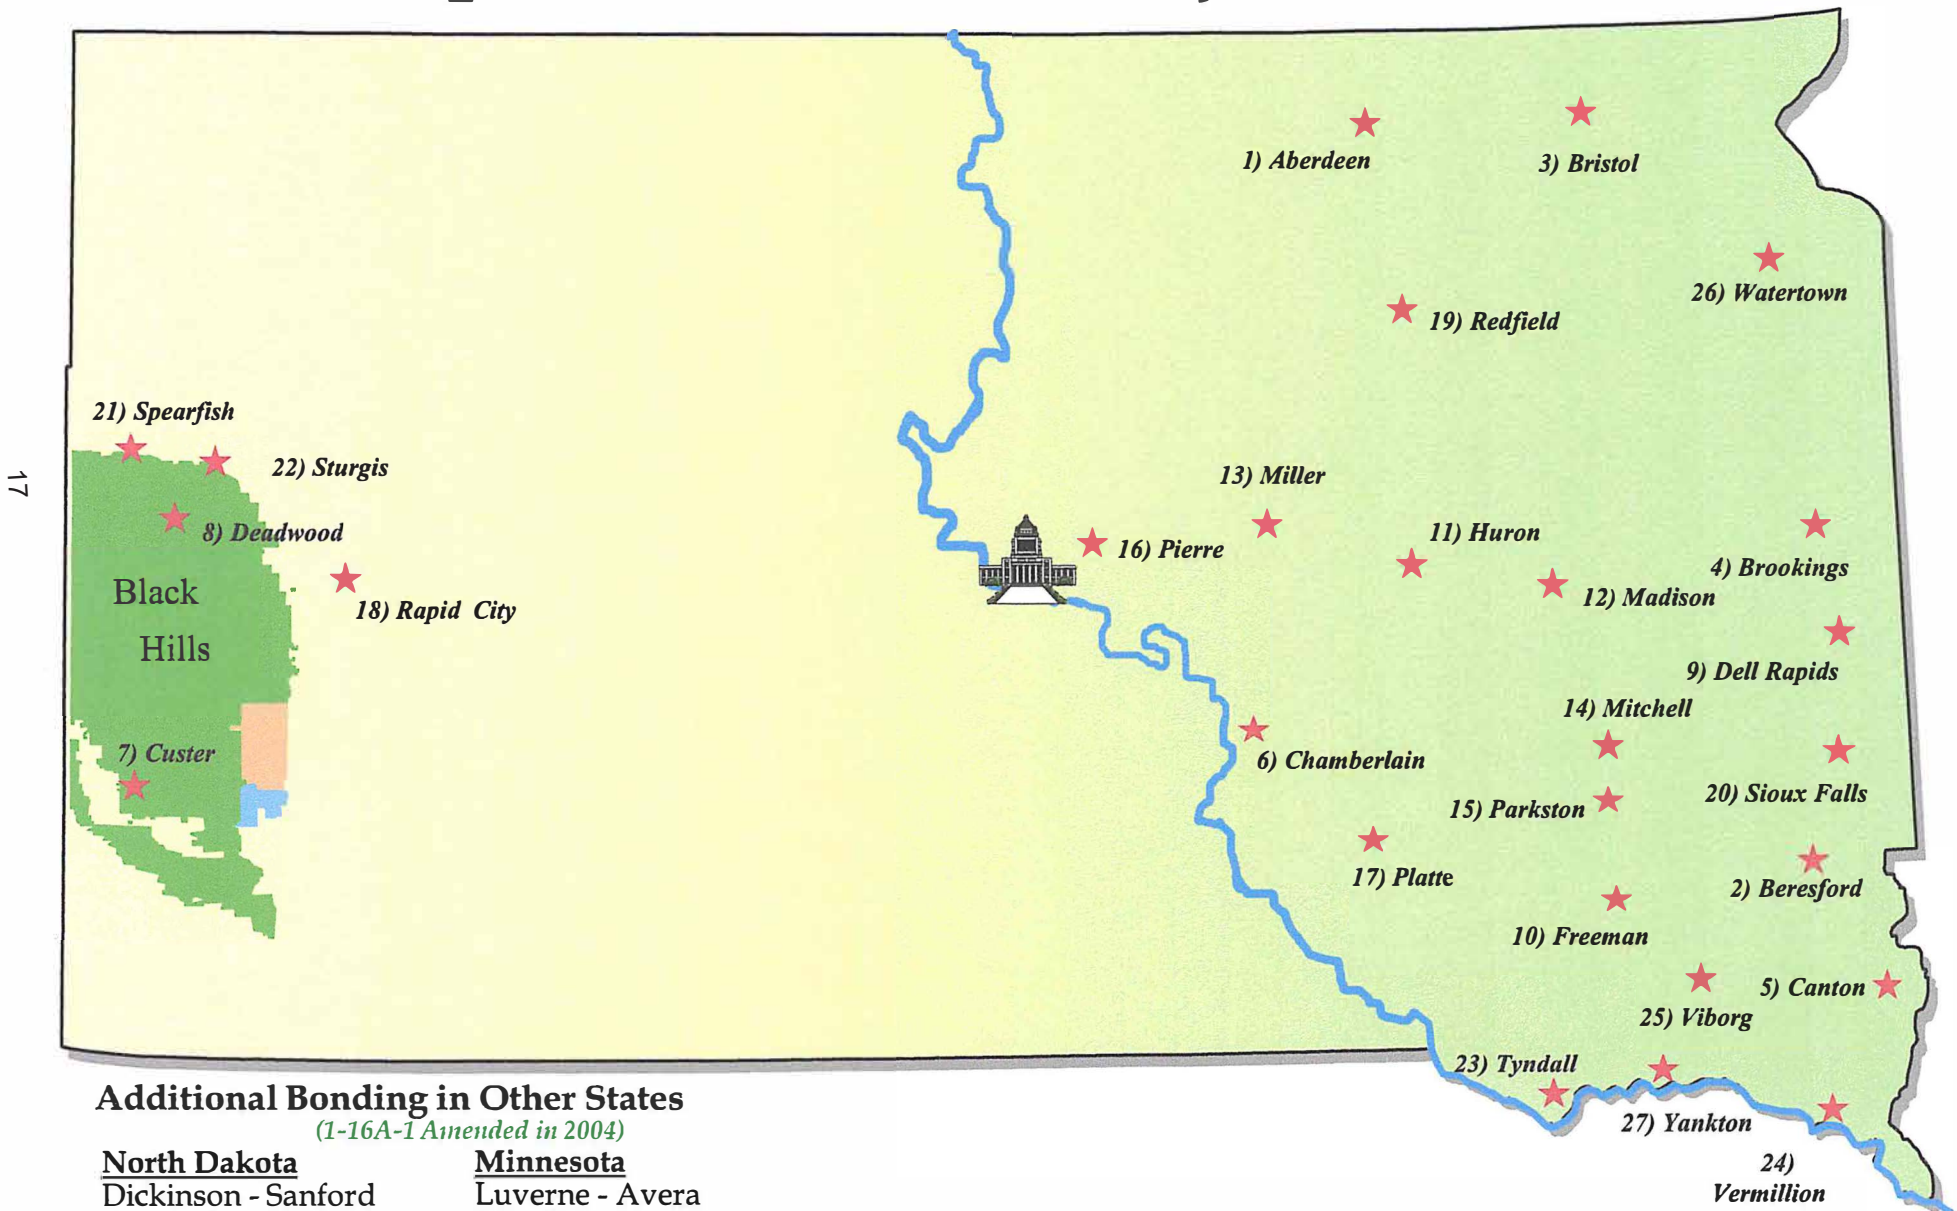 1) Aberdeen
3) Bristol
26) Watertown
19) Redfield
21) Spearfish
22) Sturgis
13) Miller
8) Deadwood
11) Huron
16) Pierre
4) Brookings
Black
12) Madison
18) Rapid City
Hills
9) Dell Rapids
14) Mitchell
7) Custer
6) Chamberlain
20) Sioux Falls
15) Parkston
17) Platte
2) Beresford
10) Freeman
5) Canton
25) Viborg
23) Tyndall
27) Yankton
24)
Vermillion
17
Additional Bonding in Other States
(1-16A-1 Amended in 2004)
North Dakota
Dickinson - Sanford
Minnesota
Luverne - Avera